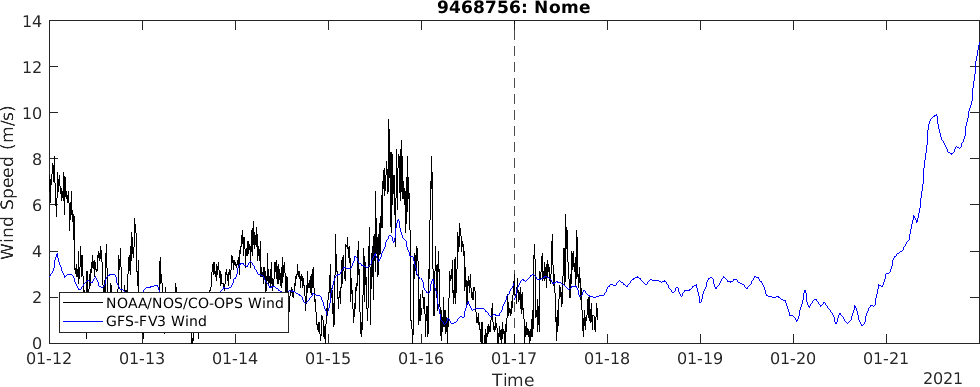 9468756: Nome
Wind Speed (m/s)
14
12
10
8
6
4
2
0
NOAA/NOS/CO-OPS Wind
GFS-FV3 Wind
01-12 01-13 01-14 01-15 01-16 01-17 01-18 01-19 01-20 01-21
Time
2021